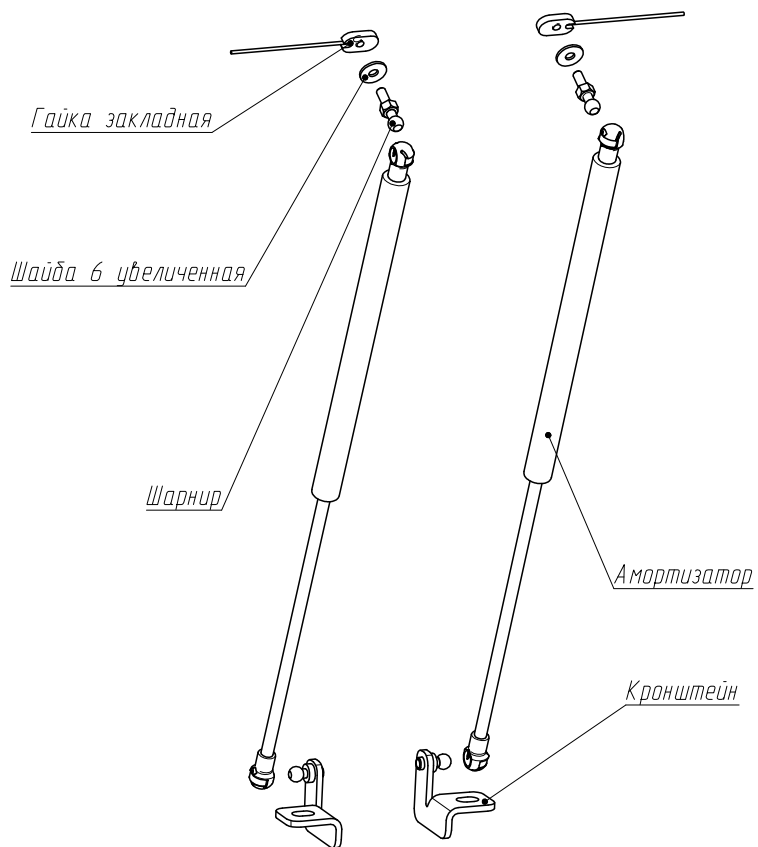 Гайка закладная
Шайба 6 увеличенная
Шарнир
Амортизатор
Кронштейн